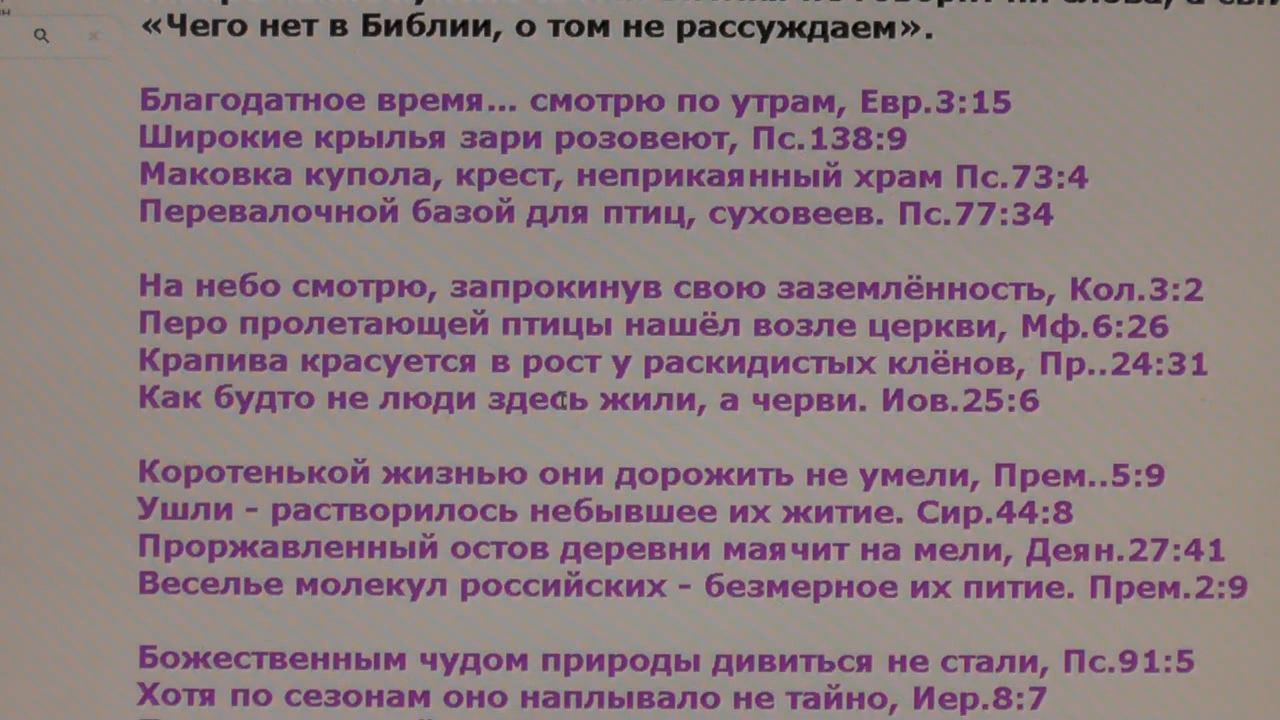 «Чего нет в Библии, о том не рассуждаем».
Благодатное время... смотрю по утрам, Евр.3:15
Широкие крылья зари розовеют, Пс.138:9
Маковка купола, крест, неприкаянный храм Пс.73:4
Перевалочной базой для птиц, суховеев. Пс.77:34
На небо смотрю, запрокинув свою заземлённость, Кол.3:2
Перо пролетающей птицы нашёл возле церкви, Мф.6:26
Крапива красуется в рост у раскидистых клёнов, Пр..24:31
Как будто не люди здесь жили, а черви. Иов.25:6
Коротенькой жизнью они дорожить не умели, Прем..5:9
Ушли - растворилось небывшее их житие. Сир.44:8
Проржавленный остов деревни маячит на мели, Деян.27:41
Веселье молекул российских - безмерное их питие. Прем.2:9
Божественным чудом природы дивиться не стали, Пс.91:5
Хотя по сезонам оно наплывало не тайно, Иер.8:7